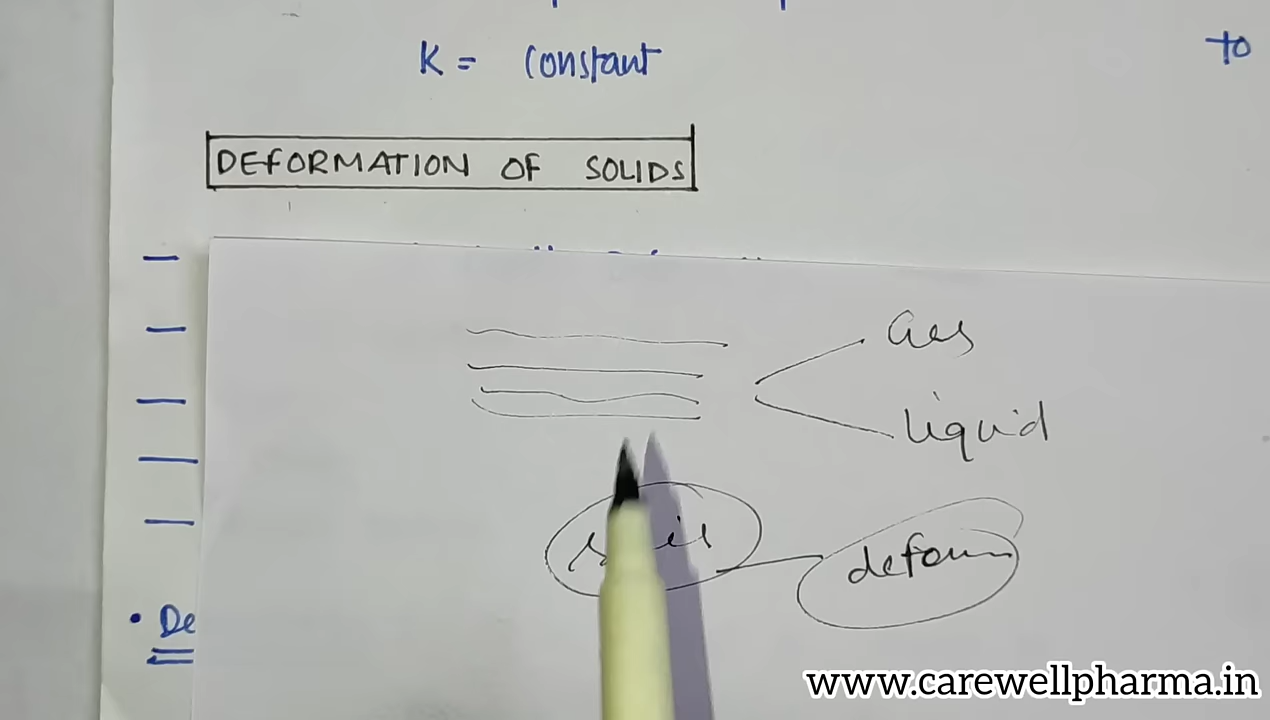 K = constant
to
DEFORMATION OF SOLIDS
Gas
liquid
deform
• De
www.carewellpharma.in